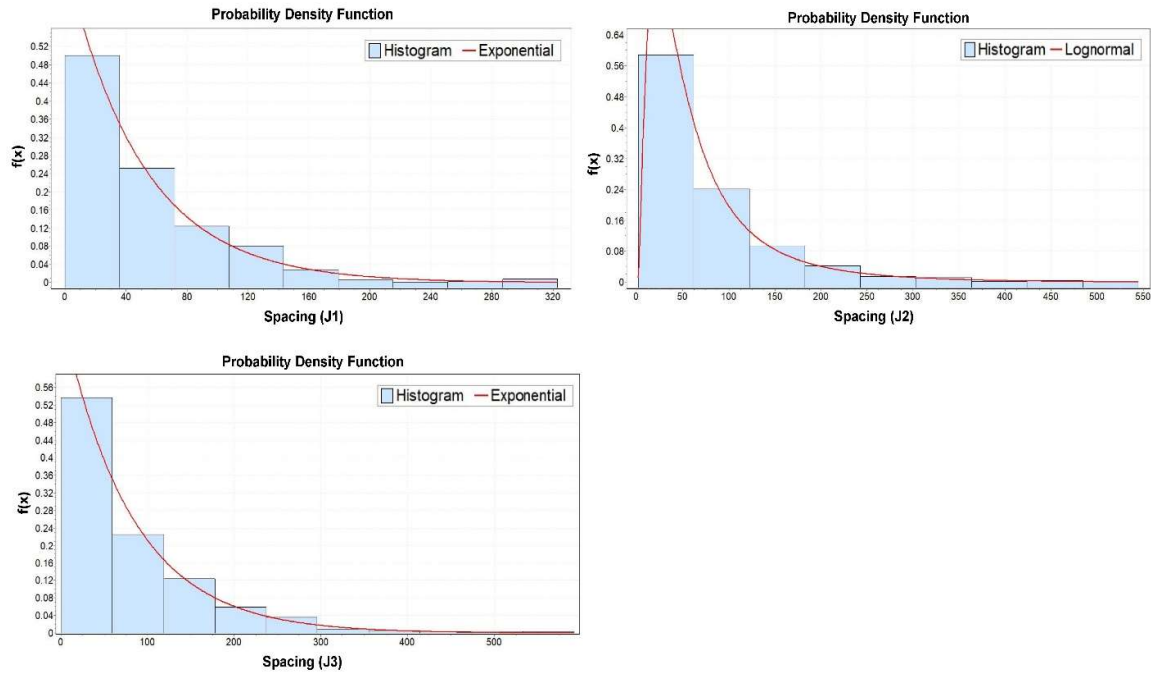 Probability Density Function
Histogram Exponential
0.52
0.48
0.44
0.4
0.36
0.32
0.28
0.24
0.2
0.16
0.12
0.08
0.04
0
f(x)
0 40 80 120 160 200 240 280 320
Spacing (J1)
Probability Density Function
Histogram Lognormal
0.64
0.56
0.48
0.4
0.32
0.24
0.16
0.08
0
f(x)
0 50 100 150 200 250 300 350 400 450 500 550
Spacing (J2)
Probability Density Function
Histogram Exponential
0.56
0.52
0.48
0.44
0.4
0.36
0.32
0.28
0.24
0.2
0.16
0.12
0.08
0.04
0
f(x)
0 100 200 300 400 500
Spacing (J3)